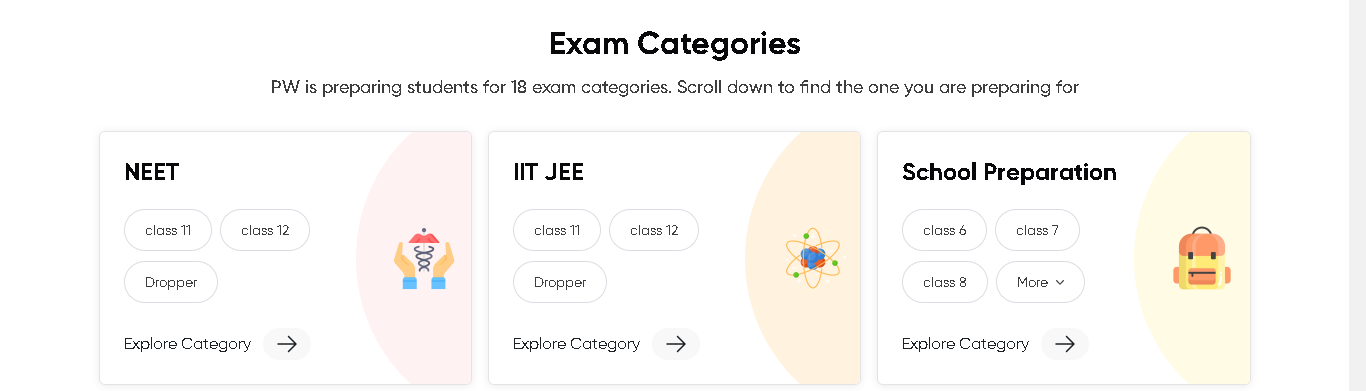 Exam Categories
PW is preparing students for 18 exam categories. Scroll down to find the one you are preparing for
NEET
class 11
class 12
Dropper
Explore Category
IIT JEE
class 11
class 12
Dropper
Explore Category
School Preparation
class 6
class 7
class 8
More
Explore Category